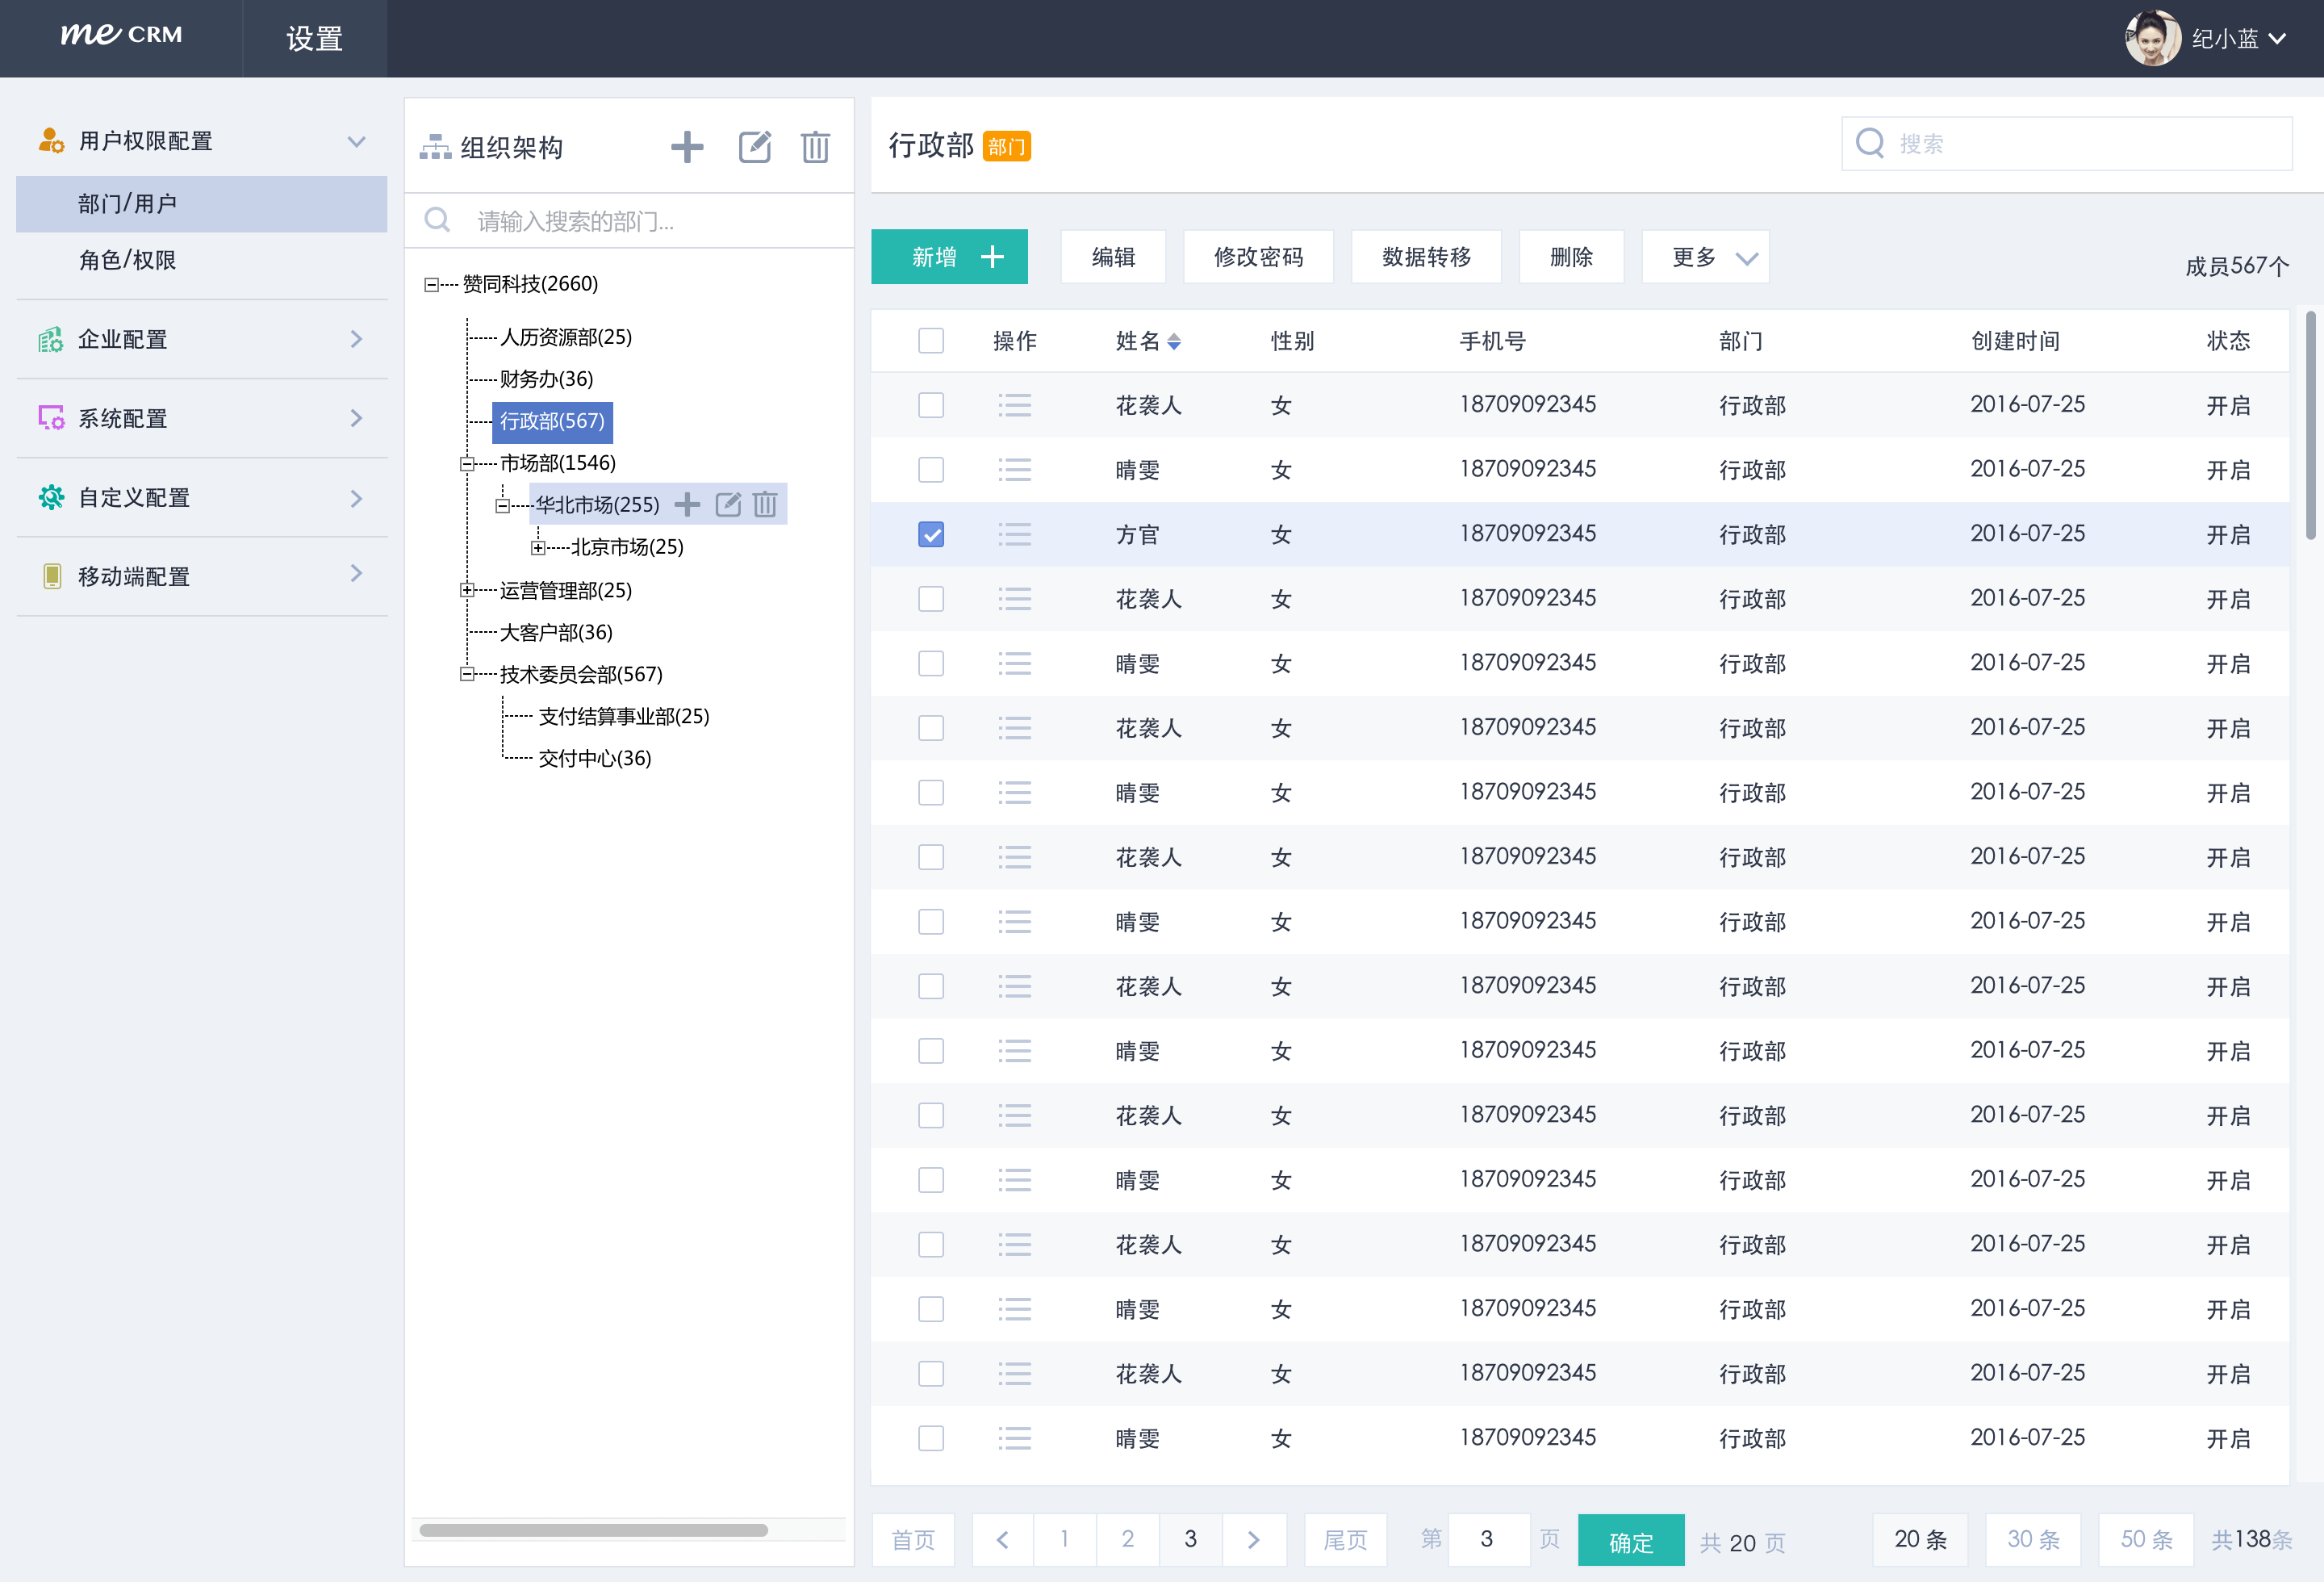 me CRM 设置 纪小蓝
用户权限配置
部门/用户
角色/权限
企业配置
系统配置
自定义配置
移动端配置
组织架构
请输入搜索的部门...
赞同科技(2660)
人历资源部(25)
财务办(36)
行政部(567)
市场部(1546)
华北市场(255)
北京市场(25)
运营管理部(25)
大客户部(36)
技术委员会部(567)
支付结算事业部(25)
交付中心(36)
行政部 部门 搜索
新增 编辑 修改密码 数据转移 删除 更多 成员567个
操作 姓名 性别 手机号 部门 创建时间 状态
花袭人 女 18709092345 行政部 2016-07-25 开启
晴雯 女 18709092345 行政部 2016-07-25 开启
方官 女 18709092345 行政部 2016-07-25 开启
花袭人 女 18709092345 行政部 2016-07-25 开启
晴雯 女 18709092345 行政部 2016-07-25 开启
花袭人 女 18709092345 行政部 2016-07-25 开启
晴雯 女 18709092345 行政部 2016-07-25 开启
花袭人 女 18709092345 行政部 2016-07-25 开启
晴雯 女 18709092345 行政部 2016-07-25 开启
花袭人 女 18709092345 行政部 2016-07-25 开启
晴雯 女 18709092345 行政部 2016-07-25 开启
花袭人 女 18709092345 行政部 2016-07-25 开启
晴雯 女 18709092345 行政部 2016-07-25 开启
花袭人 女 18709092345 行政部 2016-07-25 开启
晴雯 女 18709092345 行政部 2016-07-25 开启
花袭人 女 18709092345 行政部 2016-07-25 开启
晴雯 女 18709092345 行政部 2016-07-25 开启
首页 1 2 3 尾页 第 3 页 确定 共 20 页 20 条 30 条 50 条 共138条